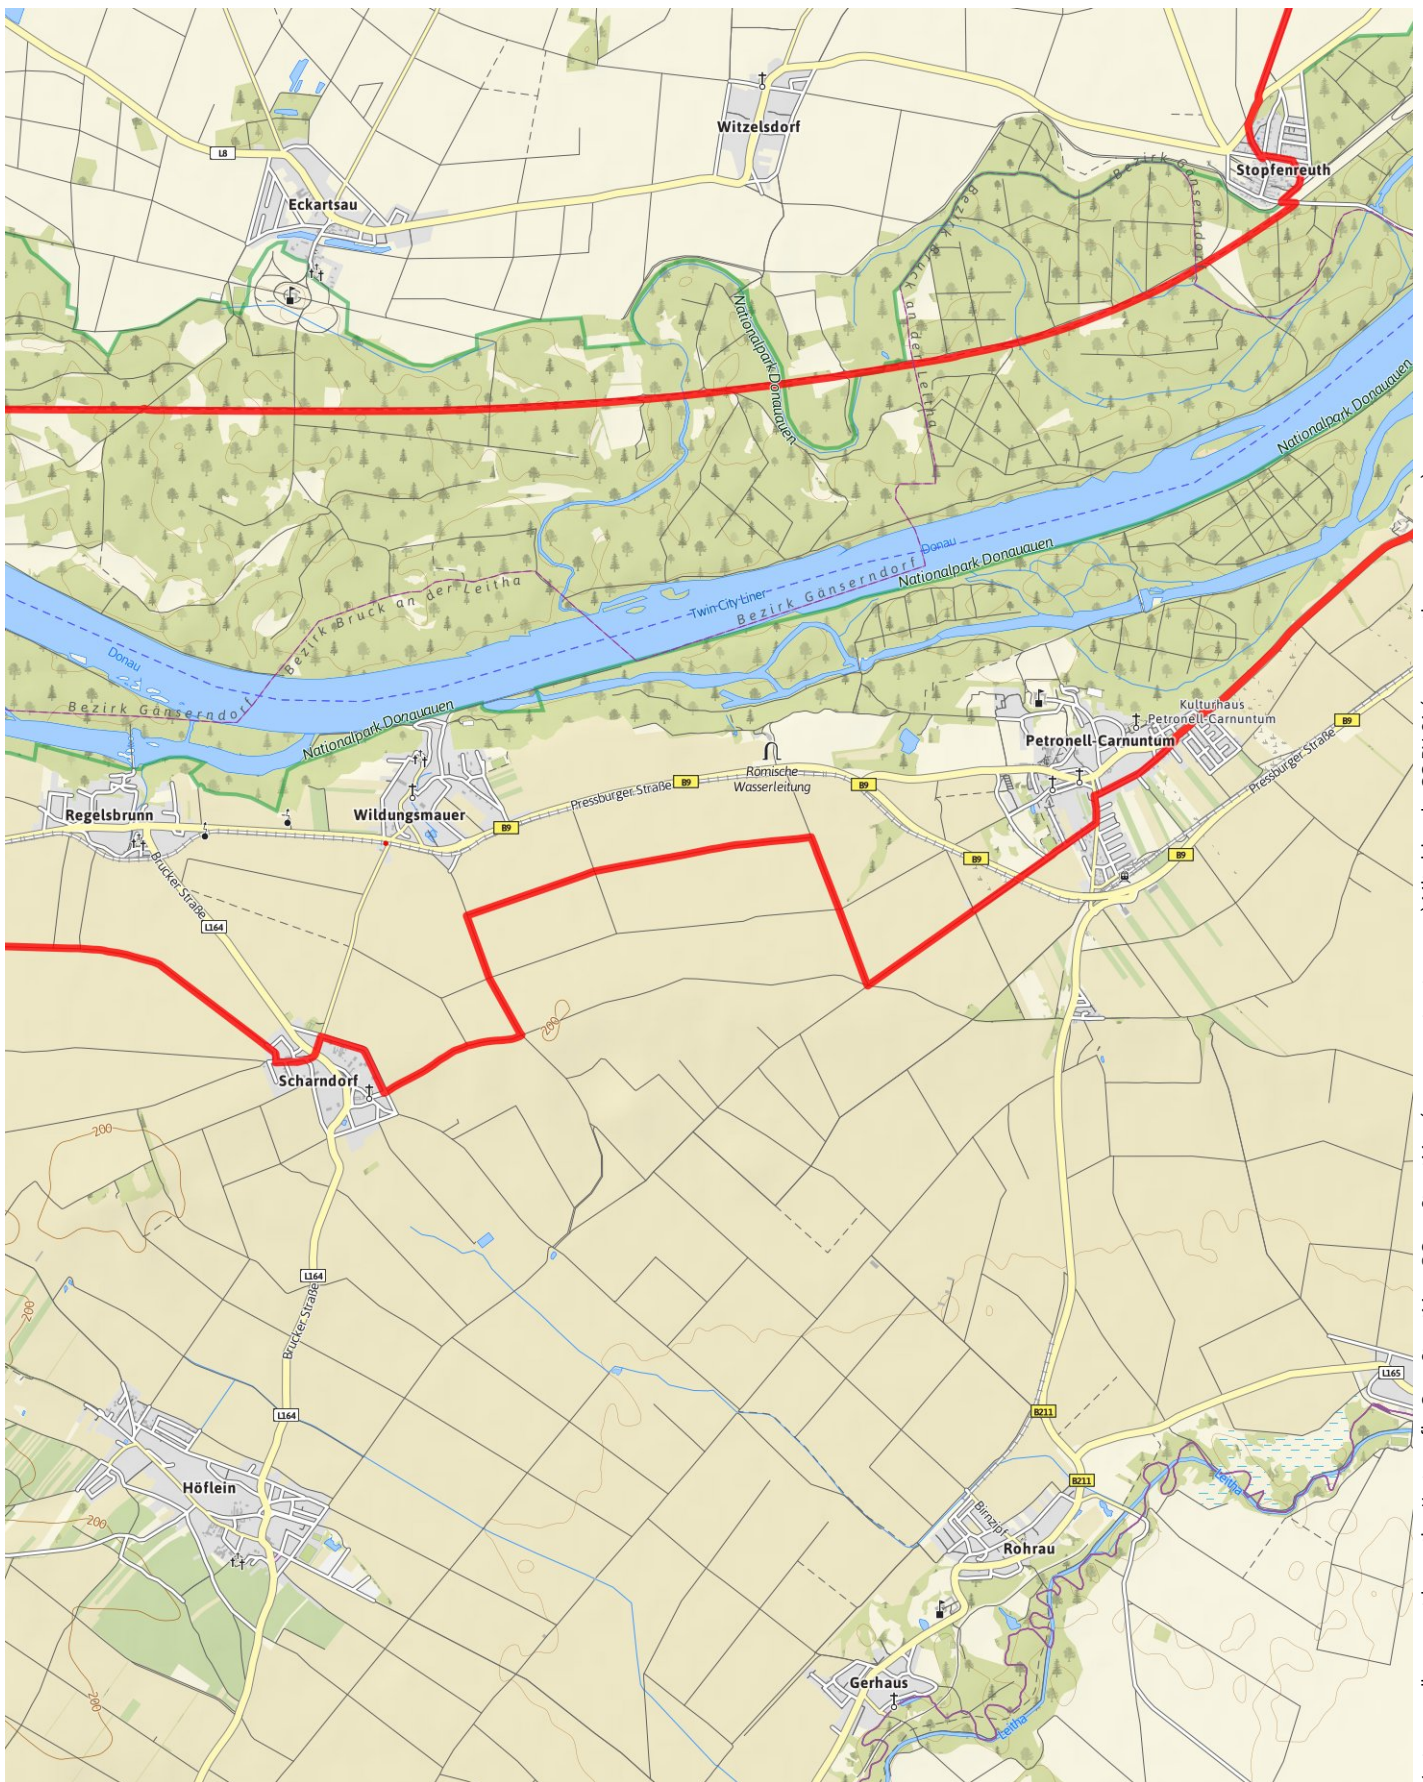 Witzelsdorf
L8
Stopfenreuth
Eckartsau
Bezirk Gänserndorf
Bezirk Bruck an der Leitha
Nationalpark Donauauen
Nationalpark Donauauen
Donau
Nationalpark Donauauen
Bezirk Bruck an der Leitha
Twin City Liner
Bezirk Gänserndorf
Donau
Bezirk Gänserndorf
Nationalpark Donauauen
Kulturhaus
Petronell-Carnuntum
B9
Petronell-Carnuntum
Pressburger Straße
Römische
Wasserleitung
B9
B9
Pressburger Straße
Regelsbrunn
Wildungsmauer
B9
B9
B9
Brucker Straße
L164
200
Scharndorf
200
L164
200
Brucker Straße
L165
L164
B211
B211
Leitha
Höflein
Birnzipf
200
Rohrau
Gerhaus
200
Leitha